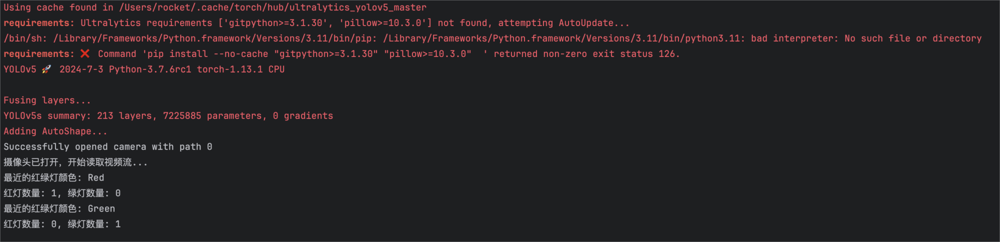 Using cache found in /Users/rocket/.cache/torch/hub/ultralytics_yolov5_master
requirements: Ultralytics requirements ['gitpython>=3.1.30', 'pillow>=10.3.0'] not found, attempting AutoUpdate...
/bin/sh: /Library/Frameworks/Python.framework/Versions/3.11/bin/pip: /Library/Frameworks/Python.framework/Versions/3.11/bin/python3.11: bad interpreter: No such file or directory
requirements: ❌ Command 'pip install --no-cache "gitpython>=3.1.30" "pillow>=10.3.0"  ' returned non-zero exit status 126.
YOLOv5 🚀 2024-7-3 Python-3.7.6rc1 torch-1.13.1 CPU
Fusing layers...
YOLOv5s summary: 213 layers, 7225885 parameters, 0 gradients
Adding AutoShape...
Successfully opened camera with path 0
摄像头已打开，开始读取视频流...
最近的红绿灯颜色: Red
红灯数量: 1, 绿灯数量: 0
最近的红绿灯颜色: Green
红灯数量: 0, 绿灯数量: 1